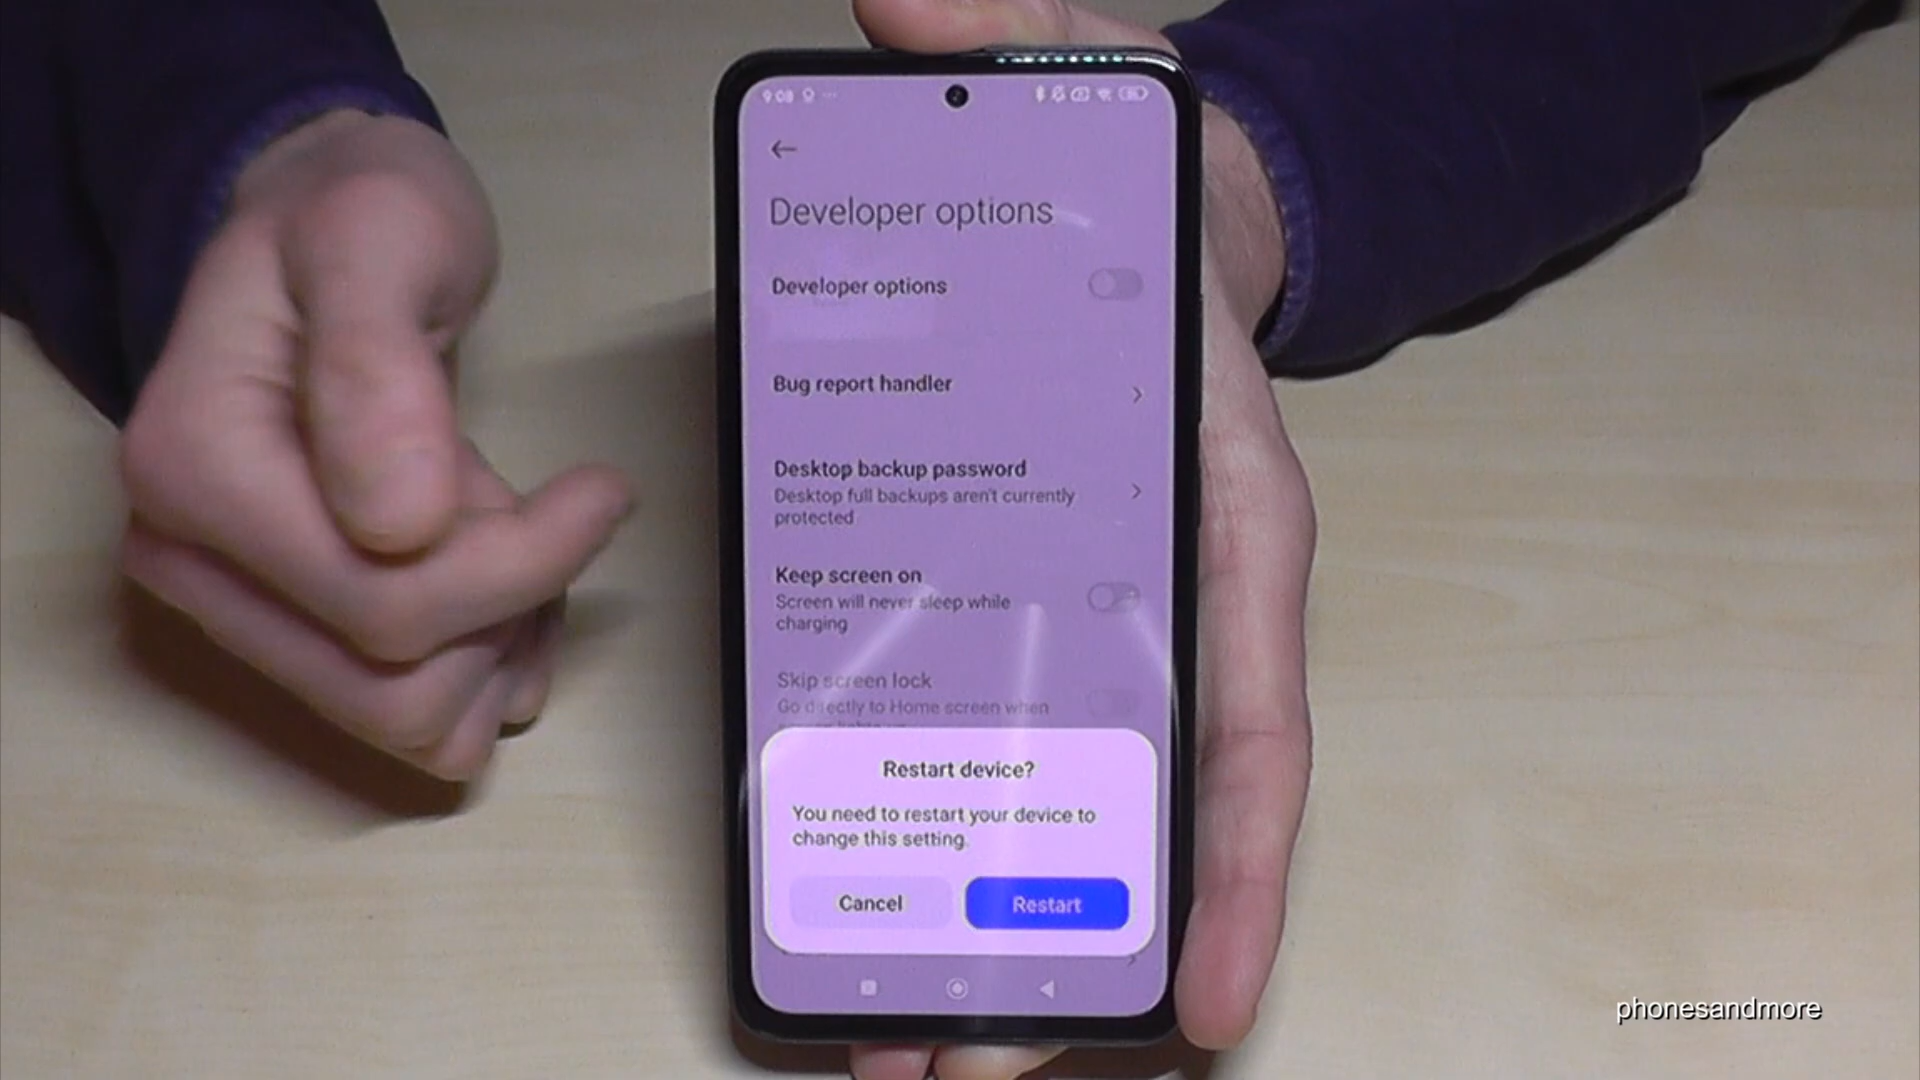 9:08
Developer options
Developer options
Bug report handler
Desktop backup password
Desktop full backups aren't currently
protected
Keep screen on
Screen will never sleep while
charging
Skip screen lock
Go directly to Home screen when
Restart device?
You need to restart your device to
change this setting.
Cancel
Restart
phonesandmore